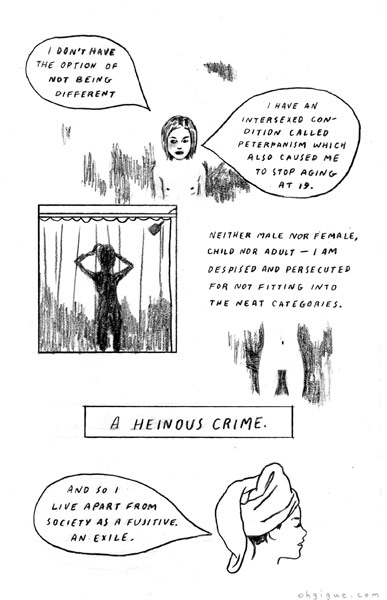 I DON'T HAVE
THE OPTION OF
NOT BEING
DIFFERENT
I HAVE AN
INTERSEXED CON-
DITION CALLED
PETERPANISM WHICH
ALSO CAUSED ME
TO STOP AGING
AT 19.
NEITHER MALE NOR FEMALE,
CHILD NOR ADULT — I AM
DESPISED AND PERSECUTED
FOR NOT FITTING INTO
THE NEAT CATEGORIES.
A HEINOUS CRIME.
AND SO I
LIVE APART FROM
SOCIETY AS A FUGITIVE.
AN EXILE.
ohgigue.com